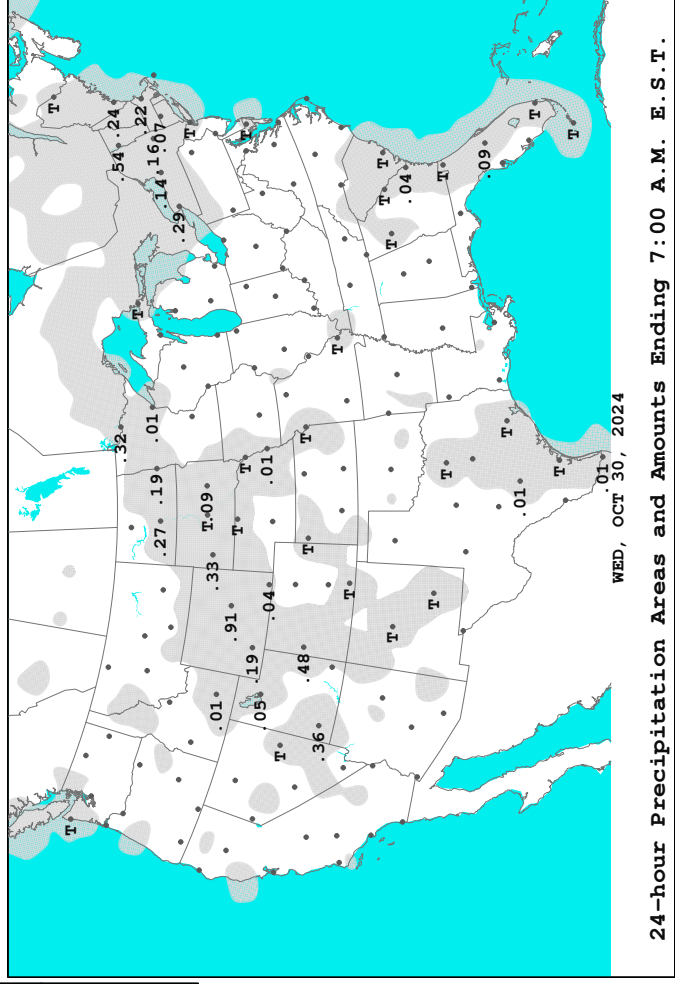 T
T
.24
.54
.32
T
.22
.01
.16
.07
.19
.27
.14
.29
T
T
.09
.33
.01
.91
T
T
T
.19
.05
.01
.04
T
.48
T
T
.36
T
T
T
T
T
T
.04
T
T
T
.09
T
.01
T
T
T
.01
WED, OCT 30, 2024
24-hour Precipitation Areas and Amounts Ending 7:00 A.M. E.S.T.